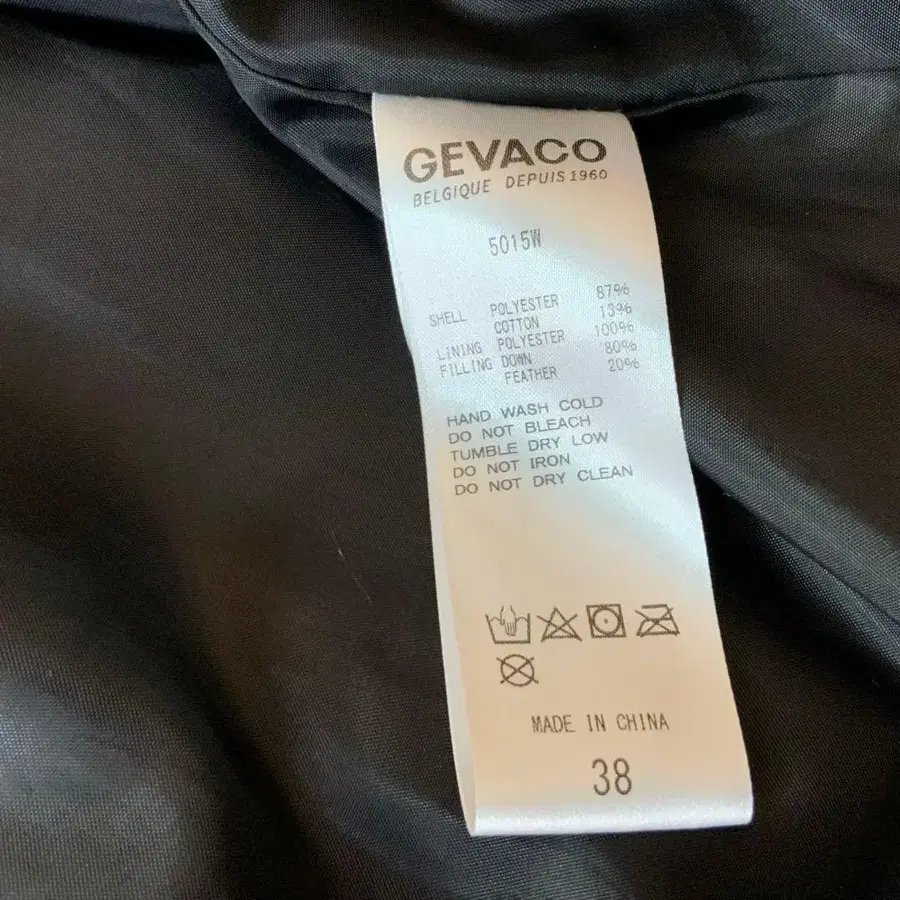 GEVACO
BELGIQUE DEPUIS 1960
5015W
SHELL POLYESTER 87%
COTTON 13%
LINING POLYESTER 100%
FILLING DOWN 80%
FEATHER 20%
HAND WASH COLD
DO NOT BLEACH
TUMBLE DRY LOW
DO NOT IRON
DO NOT DRY CLEAN
MADE IN CHINA
38